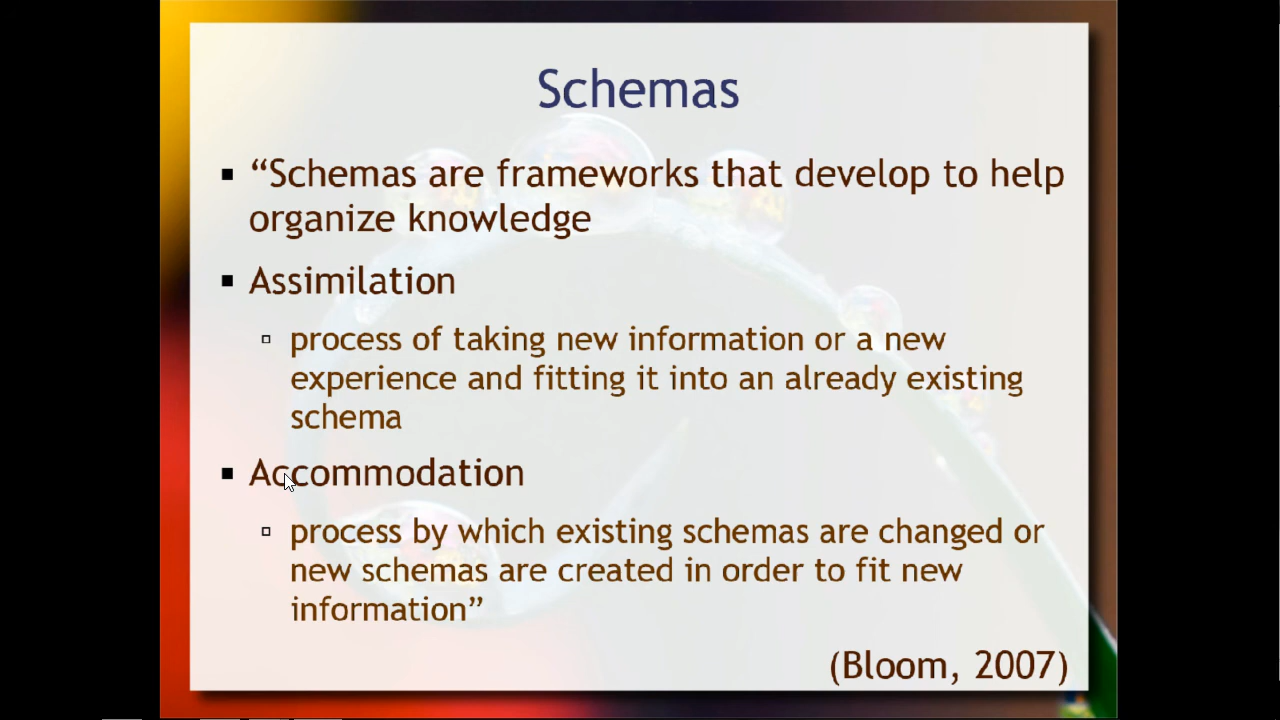 Schemas
▪ “Schemas are frameworks that develop to help
organize knowledge
▪ Assimilation
▫ process of taking new information or a new
experience and fitting it into an already existing
schema
▪ Accommodation
▫ process by which existing schemas are changed or
new schemas are created in order to fit new
information”
(Bloom, 2007)